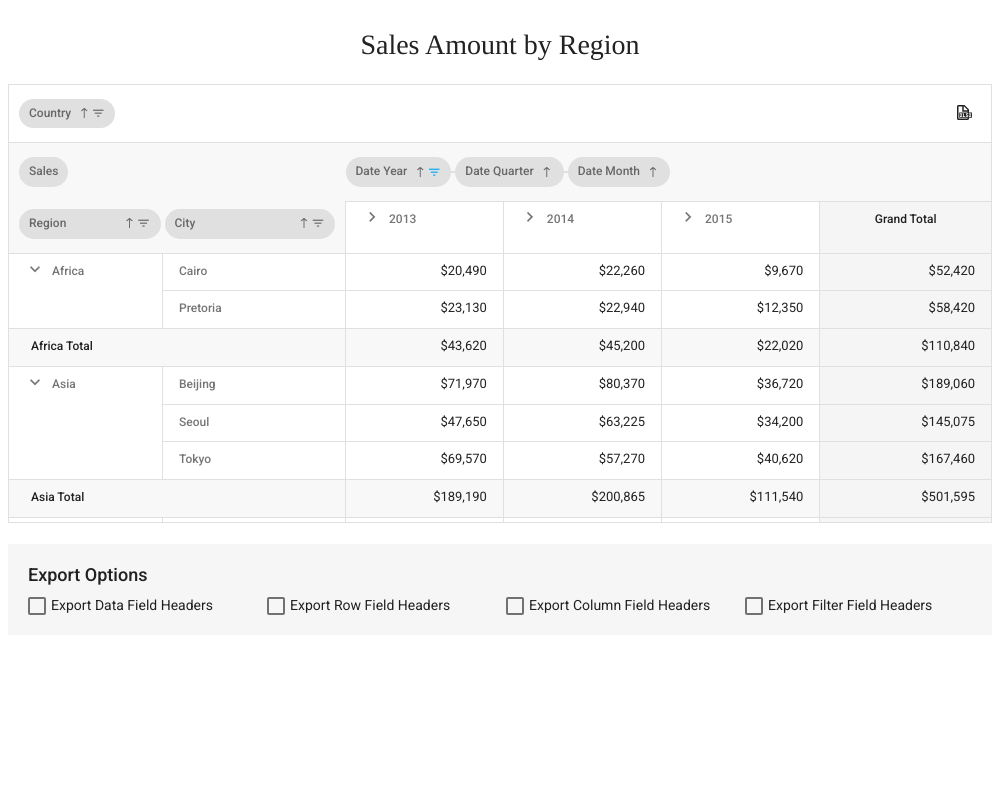 Sales Amount by Region
Country
Sales
Date Year Date Quarter Date Month
Region City
2013 2014 2015 Grand Total
Africa Cairo $20,490 $22,260 $9,670 $52,420
Pretoria $23,130 $22,940 $12,350 $58,420
Africa Total $43,620 $45,200 $22,020 $110,840
Asia Beijing $71,970 $80,370 $36,720 $189,060
Seoul $47,650 $63,225 $34,200 $145,075
Tokyo $69,570 $57,270 $40,620 $167,460
Asia Total $189,190 $200,865 $111,540 $501,595
Export Options
Export Data Field Headers Export Row Field Headers Export Column Field Headers Export Filter Field Headers